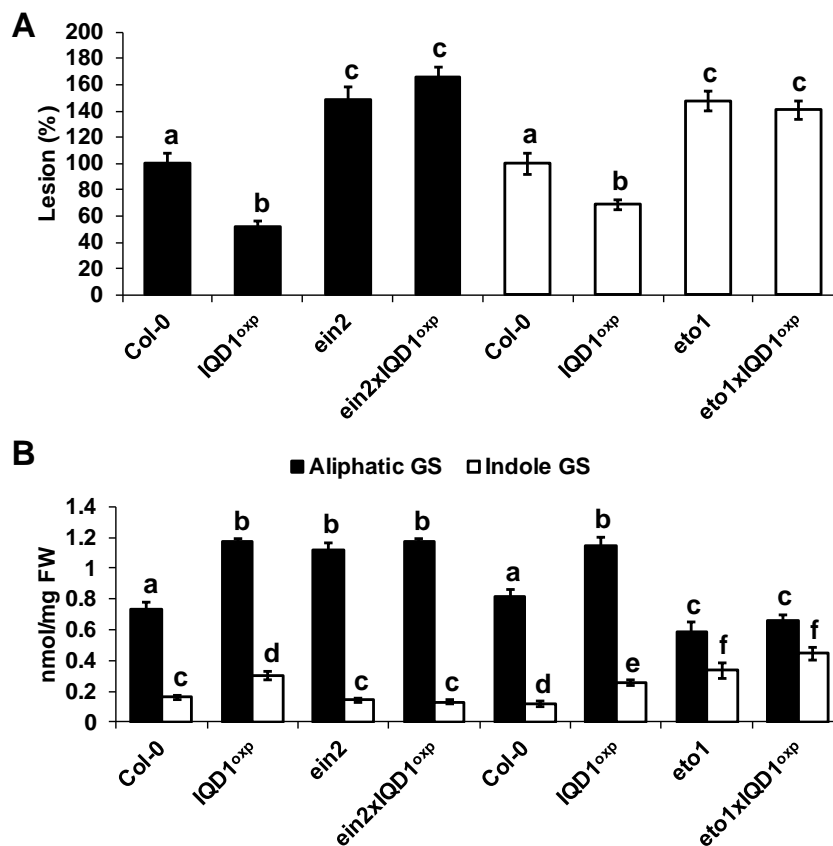 A
Lesion (%)
200
180
160
140
120
100
80
60
40
20
0
a
b
c
c
a
b
c
c
Col-0
IQD1oxp
ein2
ein2xIQD1oxp
Col-0
IQD1oxp
eto1
eto1xIQD1oxp
B
Aliphatic GS Indole GS
nmol/mg FW
1.4
1.2
1
0.8
0.6
0.4
0.2
0
a
c
b
d
b
c
b
c
a
d
b
e
c
f
c
f
Col-0
IQD1oxp
ein2
ein2xIQD1oxp
Col-0
IQD1oxp
eto1
eto1xIQD1oxp